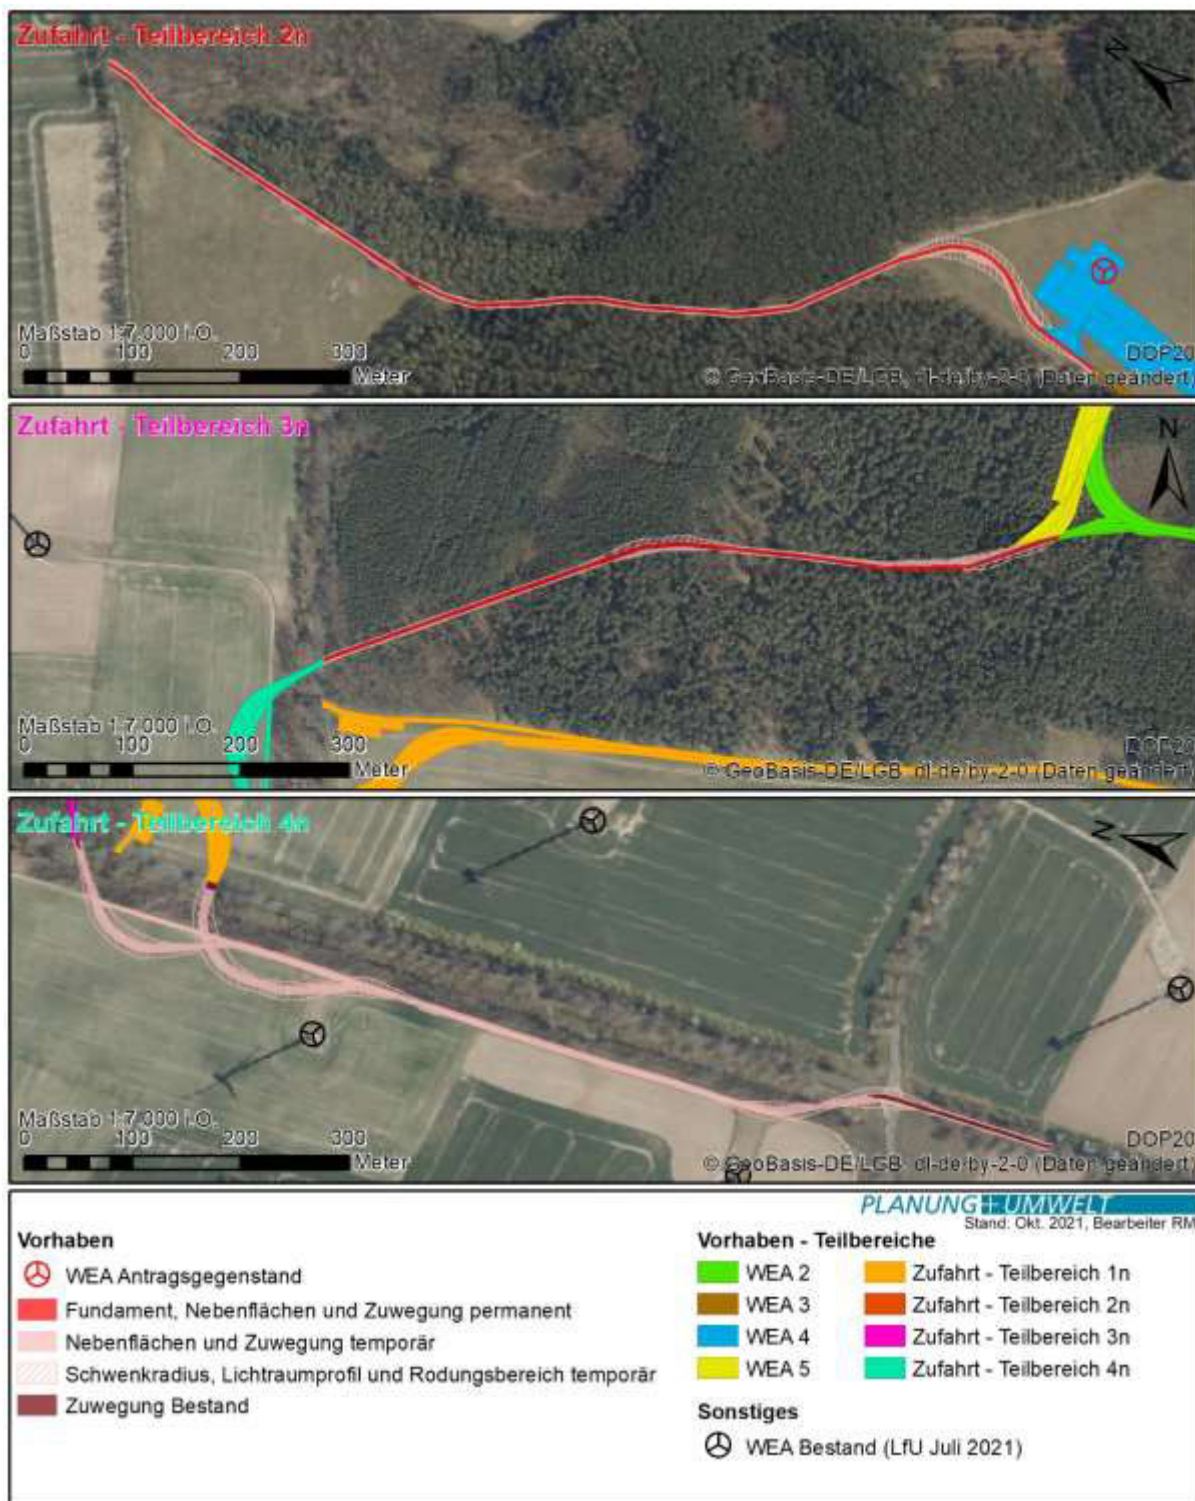 Zufahrt - Teilbereich 2n
N
Maßstab 1:7.000 i.O.
0 100 200 300
Meter
DOP20
© GeoBasis-DE/LGB, dl-de/by-2-0 (Daten geändert)
Zufahrt - Teilbereich 3n
N
Maßstab 1:7.000 i.O.
0 100 200 300
Meter
DOP20
© GeoBasis-DE/LGB, dl-de/by-2-0 (Daten geändert)
Zufahrt - Teilbereich 4n
N
Maßstab 1:7.000 i.O.
0 100 200 300
Meter
DOP20
© GeoBasis-DE/LGB, dl-de/by-2-0 (Daten geändert)
PLANUNG+UMWELT
Stand: Okt. 2021, Bearbeiter RM
Vorhaben
WEA Antragsgegenstand
Fundament, Nebenflächen und Zuwegung permanent
Nebenflächen und Zuwegung temporär
Schwenkradius, Lichtraumprofil und Rodungsbereich temporär
Zuwegung Bestand
Vorhaben - Teilbereiche
WEA 2
WEA 3
WEA 4
WEA 5
Zufahrt - Teilbereich 1n
Zufahrt - Teilbereich 2n
Zufahrt - Teilbereich 3n
Zufahrt - Teilbereich 4n
Sonstiges
WEA Bestand (LfU Juli 2021)